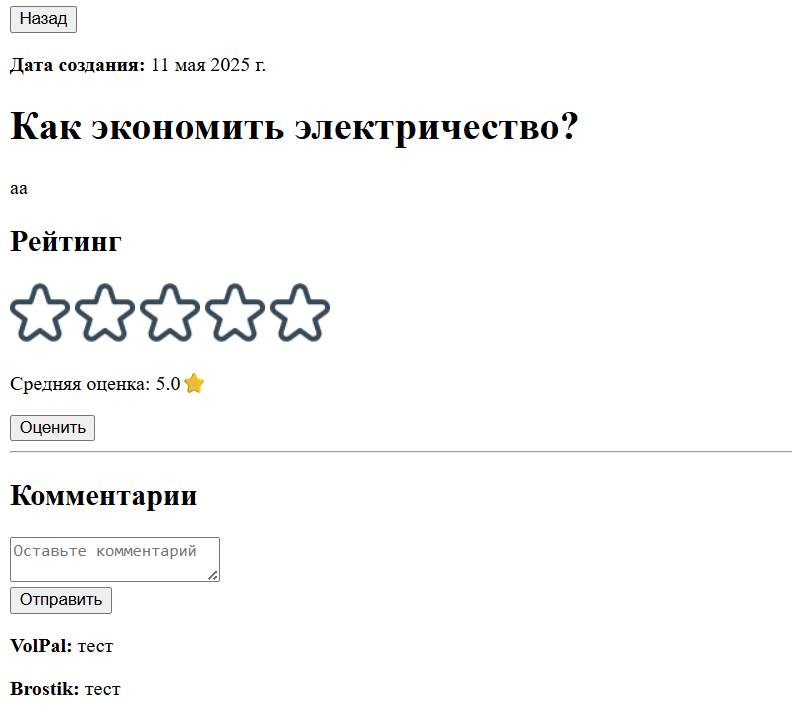 Назад
Дата создания: 11 мая 2025 г.
Как экономить электричество?
аа
Рейтинг
Средняя оценка: 5.0
Оценить
Комментарии
Оставьте комментарий
Отправить
VolPal: тест
Brostik: тест